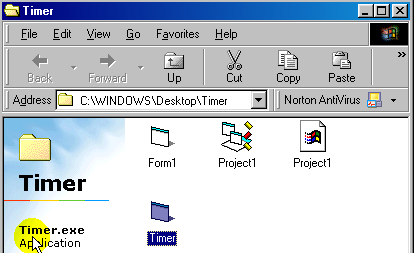 Timer
File Edit View Go Favorites Help
Back Forward Up Cut Copy Paste »
Address C:\WINDOWS\Desktop\Timer Norton AntiVirus
Form1 Project1 Project1
Timer
Timer.exe
Application
Timer